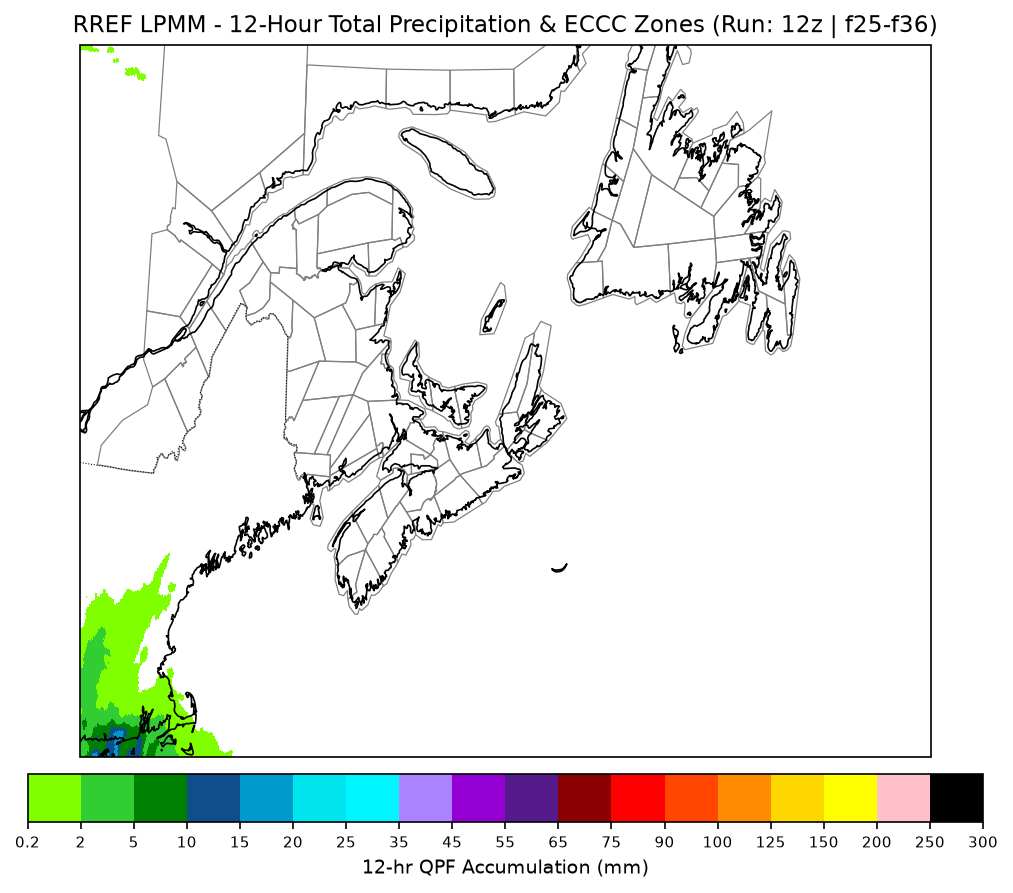 RREF LPMM - 12-Hour Total Precipitation & ECCC Zones (Run: 12z | f25-f36)
0.2 2 5 10 15 20 25 35 45 55 65 75 80 90 100 125 150 200 250 300
12-hr QPF Accumulation (mm)